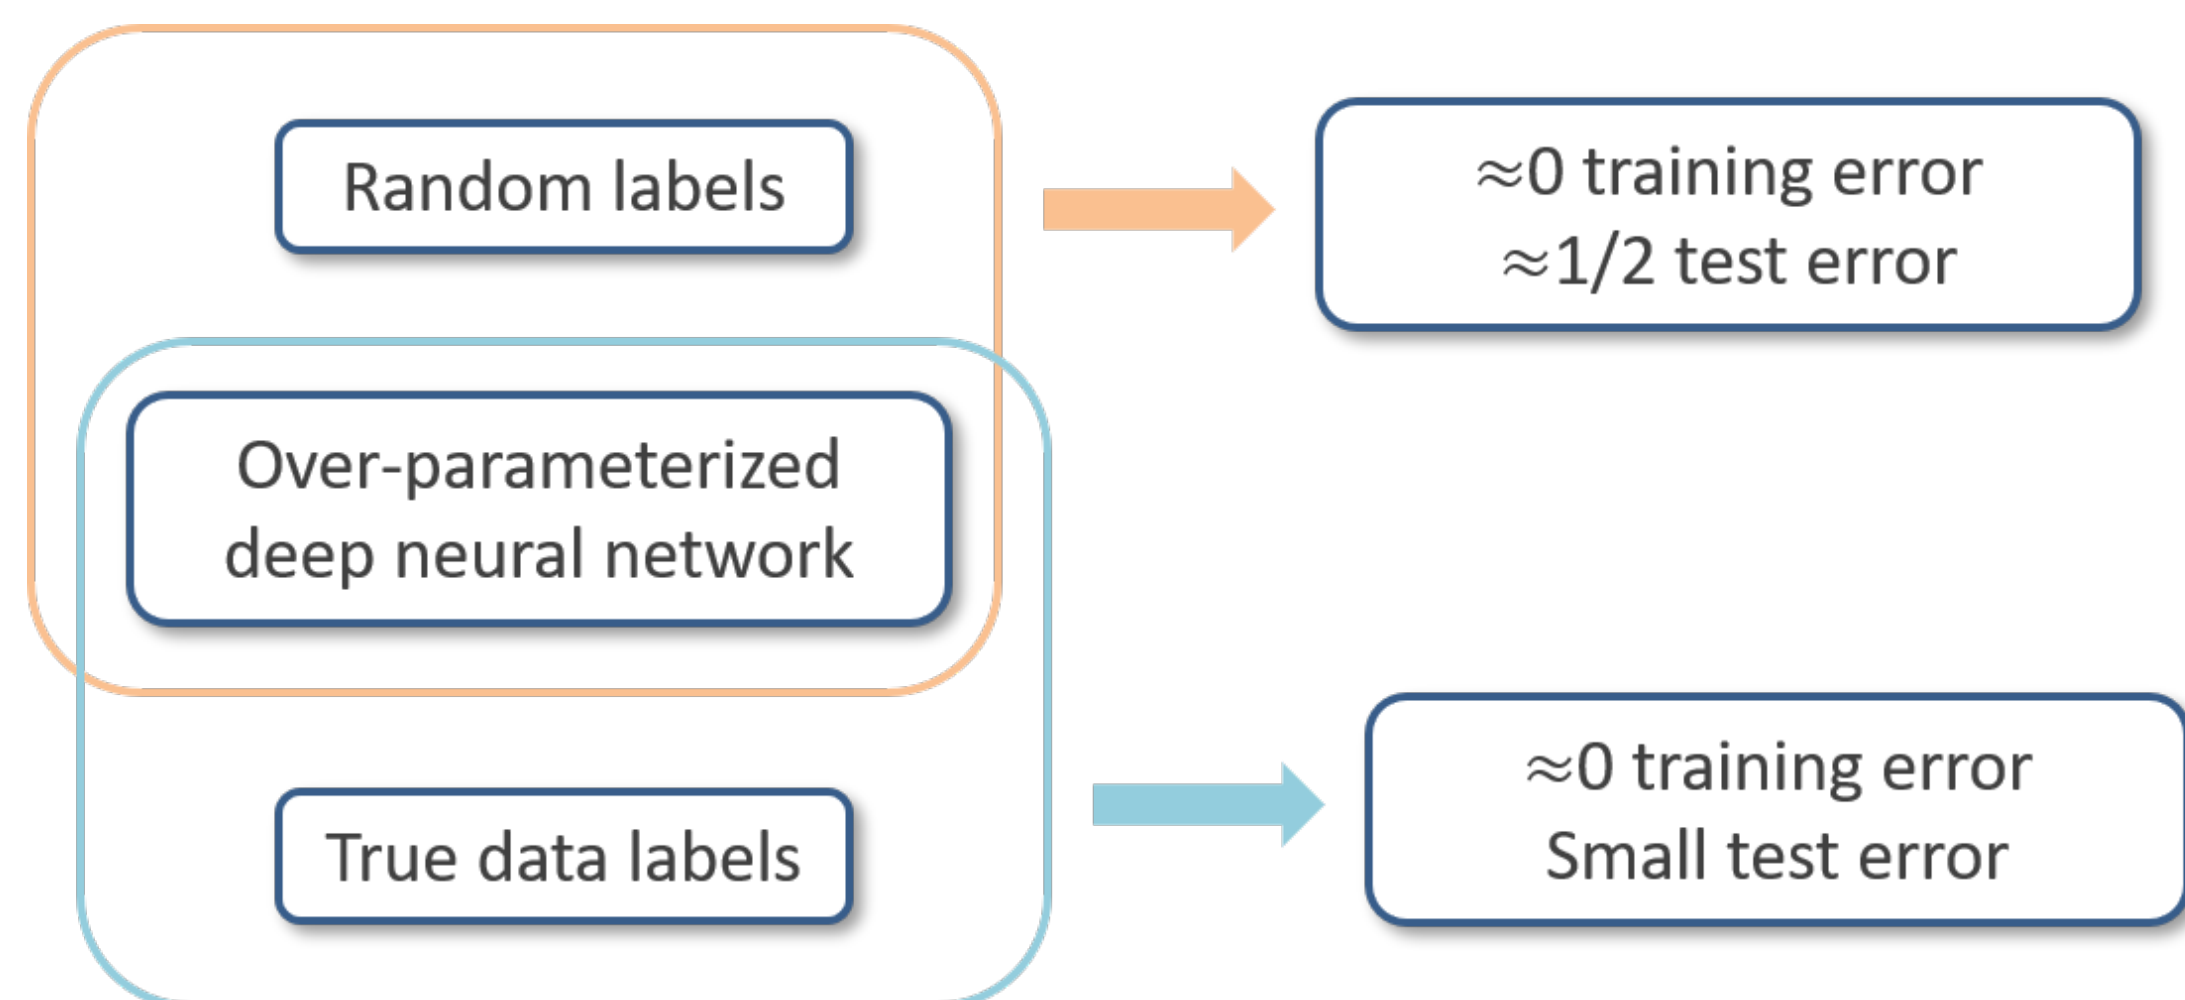 Random labels
≈0 training error
≈1/2 test error
Over-parameterized
deep neural network
True data labels
≈0 training error
Small test error